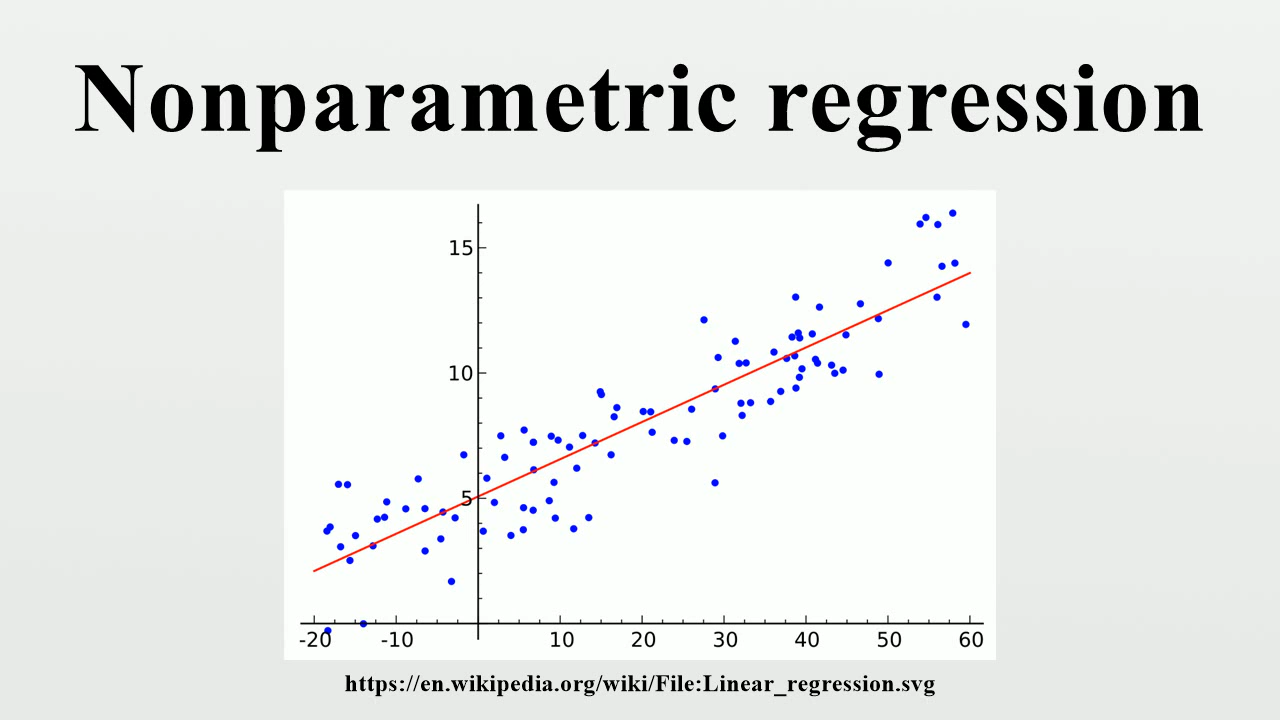 Nonparametric regression
15
10
5
-20 -10 10 20 30 40 50 60
https://en.wikipedia.org/wiki/File:Linear_regression.svg